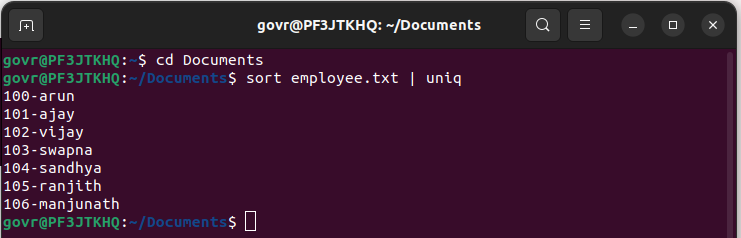 govr@PF3JTKHQ: ~/Documents
govr@PF3JTKHQ:~$ cd Documents
govr@PF3JTKHQ:~/Documents$ sort employee.txt | uniq
100-arun
101-ajay
102-vijay
103-swapna
104-sandhya
105-ranjith
106-manjunath
govr@PF3JTKHQ:~/Documents$